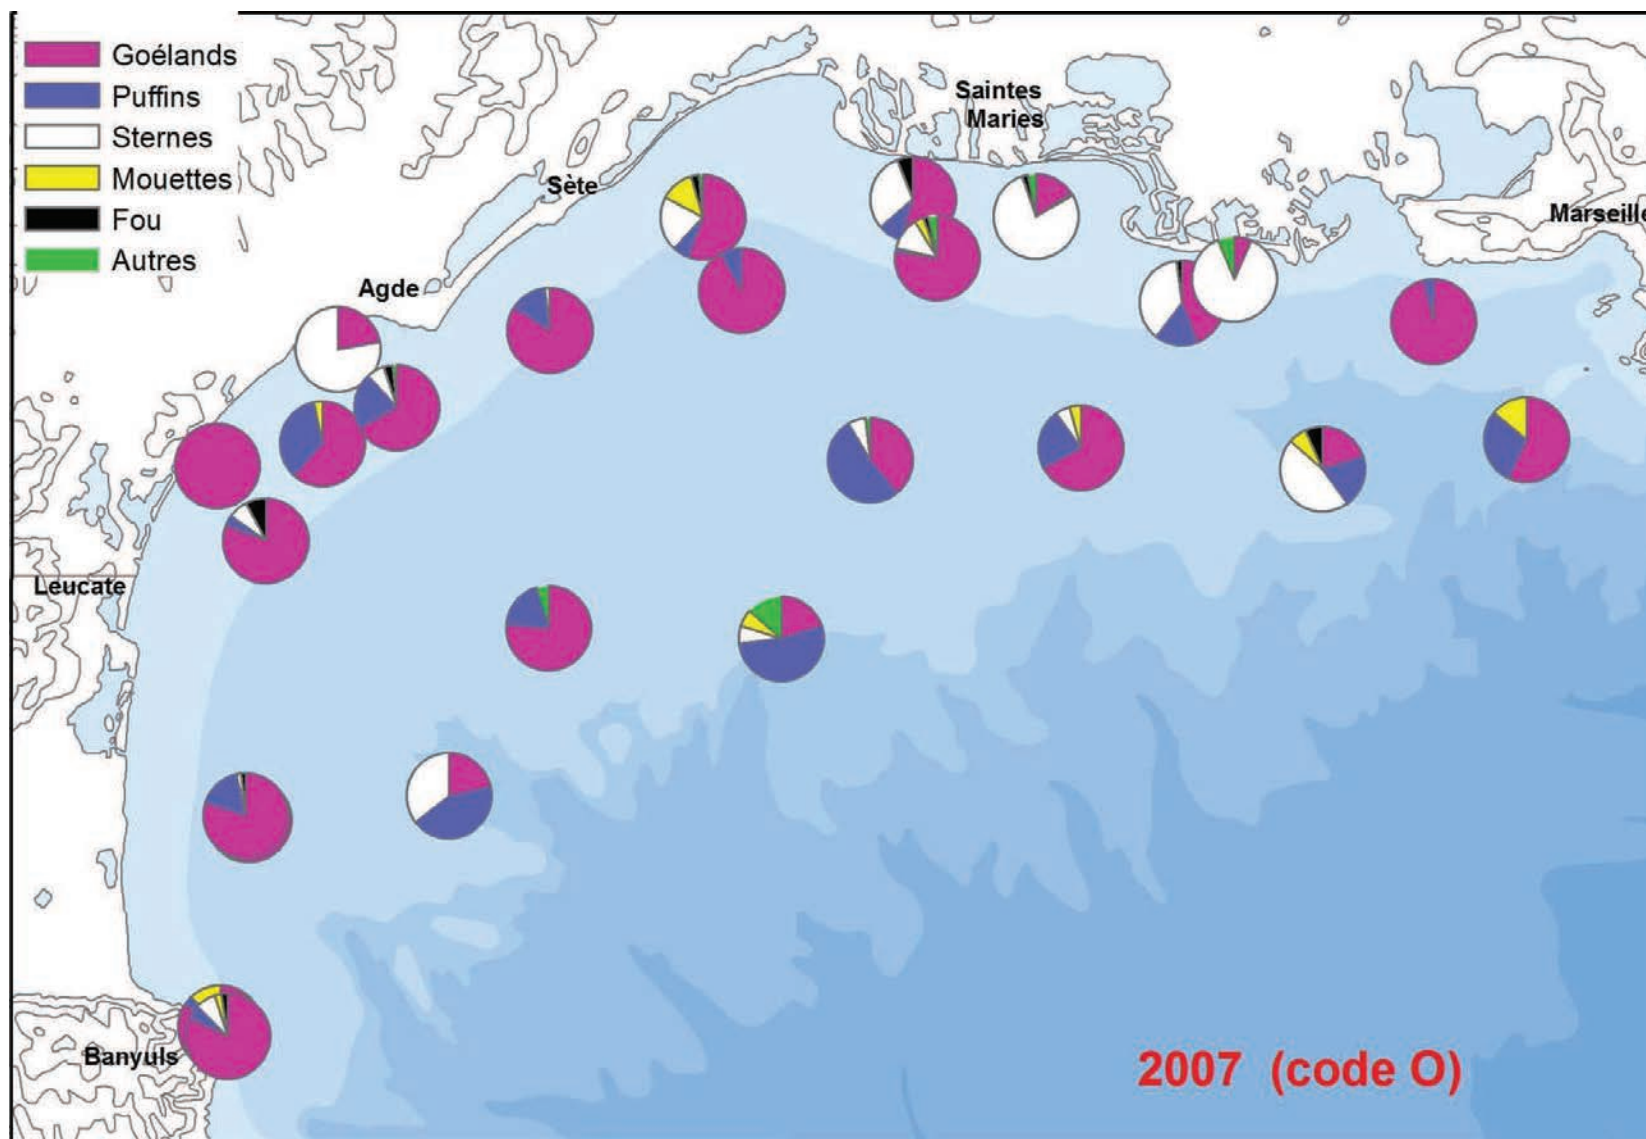 Goélands
Puffins
Sternes
Mouettes
Fou
Autres
Saintes
Maries
Sète
Marseille
Agde
Leucate
Banyuls
2007 (code O)